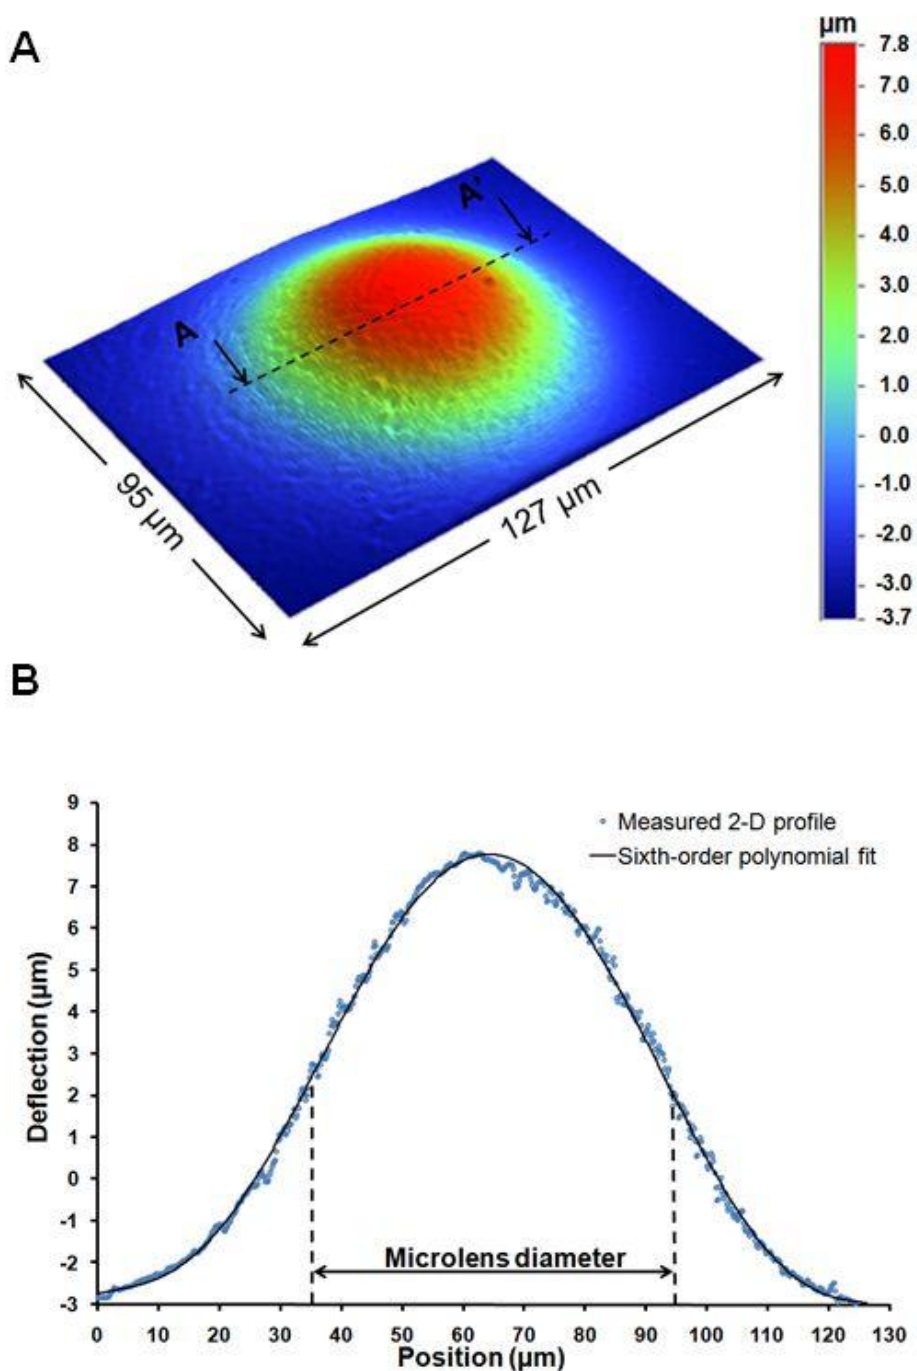 A
µm
7.8
7.0
6.0
5.0
4.0
3.0
2.0
1.0
0.0
-1.0
-2.0
-3.0
-3.7
A'
A
95 µm
127 µm
B
9
8
7
6
5
4
3
2
1
0
-1
-2
-3
Deflection (µm)
Measured 2-D profile
Sixth-order polynomial fit
Microlens diameter
0 10 20 30 40 50 60 70 80 90 100 110 120 130
Position (µm)